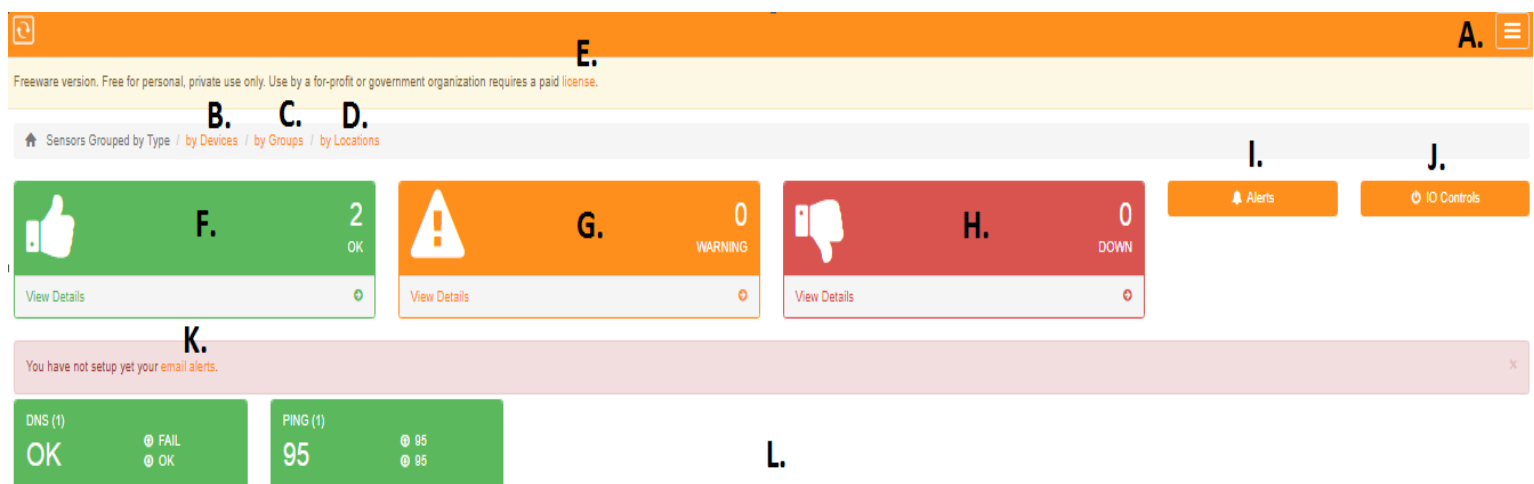 A.
E.
Freeware version. Free for personal, private use only. Use by a for-profit or government organization requires a paid license.
B. C. D.
Sensors Grouped by Type / by Devices / by Groups / by Locations
I. J.
Alerts
IO Controls
F.
2
OK
View Details
G.
0
WARNING
View Details
H.
0
DOWN
View Details
K.
You have not setup yet your email alerts.
x
DNS (1)
OK
FAIL
OK
PING (1)
95
95
95
L.